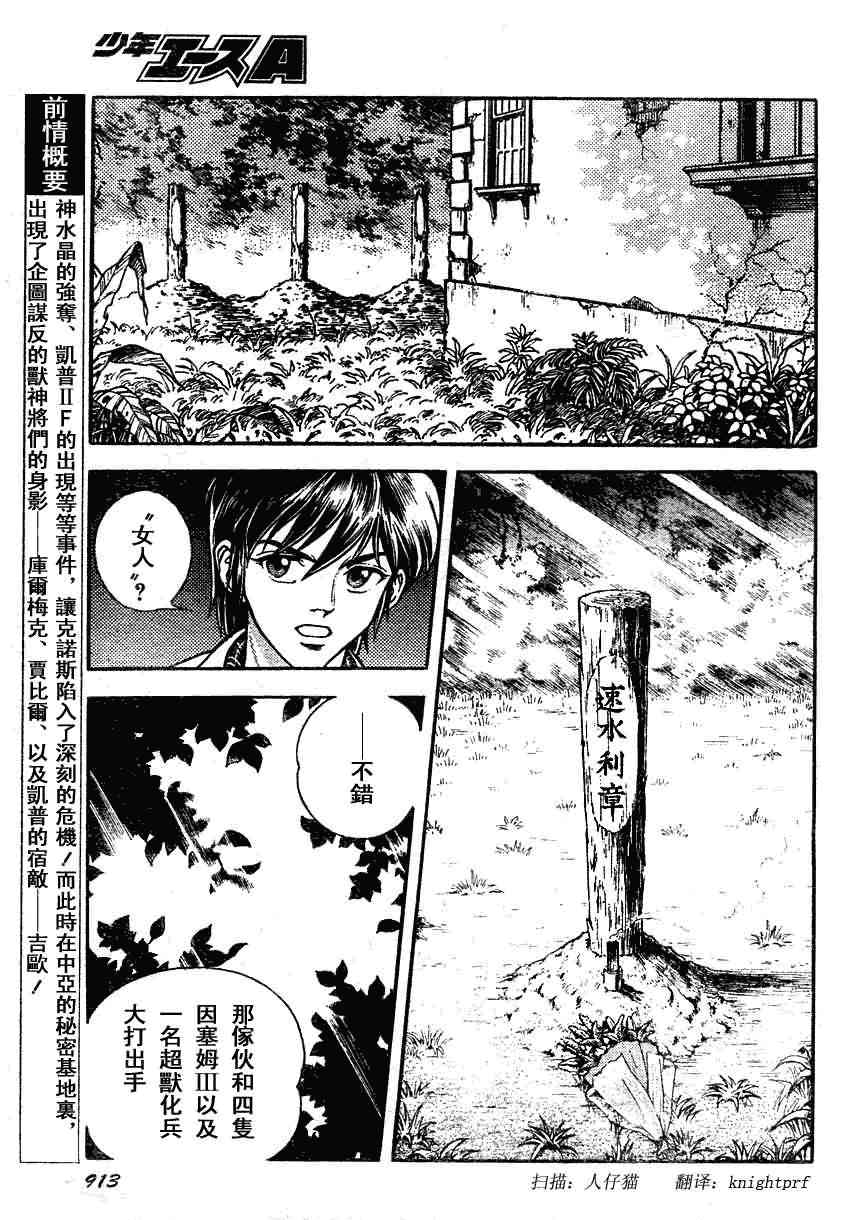 少年エースA
前情概要
神水晶的強奪、凱普ⅡF的出現等等事件，讓克諾斯陷入了深刻的危機！而此時在中亞的秘密基地裏，
出現了企圖謀反的獸神將們的身影——庫爾梅克、賈比爾、以及凱普的宿敵——吉歐！
〝女人〞？
速水利章
——不錯
那傢伙和四隻
因塞姆Ⅲ以及
一名超獸化兵
大打出手
913
扫描：人仔猫
翻译：knightprf